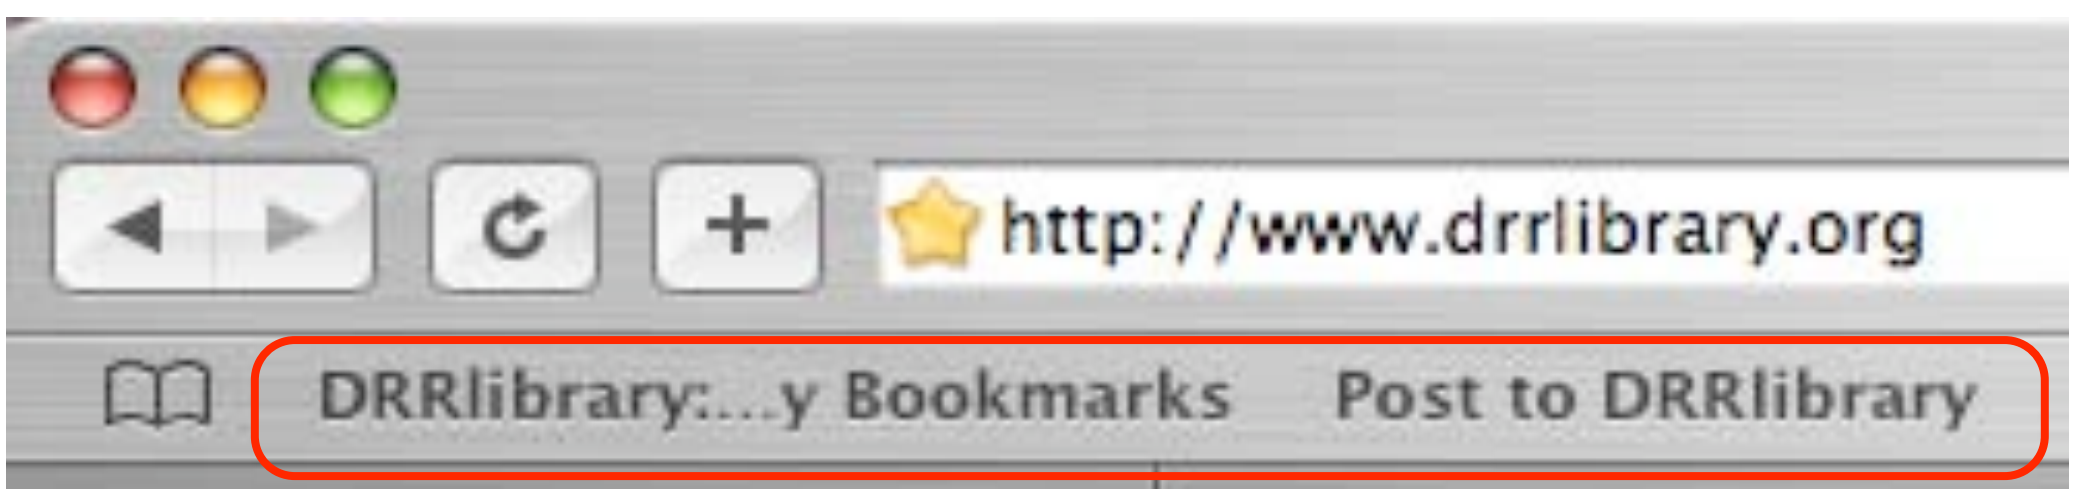 http://www.drrlibrary.org
DRRlibrary:...y Bookmarks Post to DRRlibrary